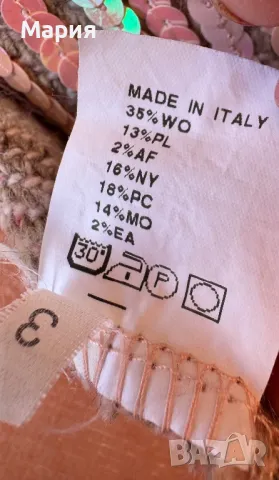 Мария
MADE IN ITALY
35%WO
13%PL
2%AF
16%NY
18%PC
14%MO
2%EA
30°
P
3
BAZAR